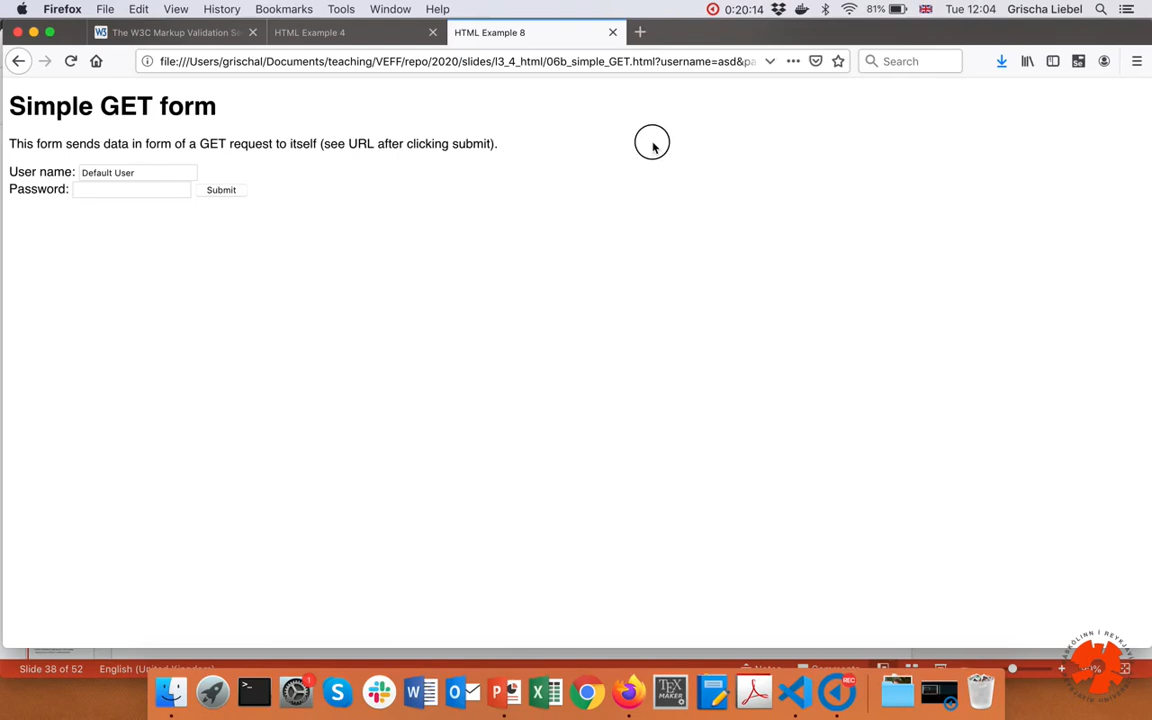 Firefox File Edit View History Bookmarks Tools Window Help 0:20:14 81% Tue 12:04 Grischa Liebel
The W3C Markup Validation Se HTML Example 4 HTML Example 8
file:///Users/grischal/Documents/teaching/VEFF/repo/2020/slides/l3_4_html/06b_simple_GET.html?username=asd&pa Search
Simple GET form
This form sends data in form of a GET request to itself (see URL after clicking submit).
User name: Default User
Password: Submit
Slide 38 of 52 English (United Kingdom)